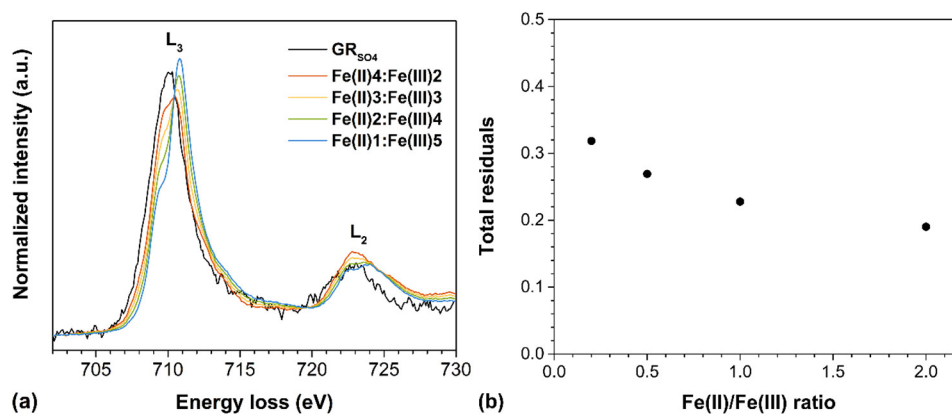 L₃
GR_SO4
Fe(II)4:Fe(III)2
Fe(II)3:Fe(III)3
Fe(II)2:Fe(III)4
Fe(II)1:Fe(III)5
L₂
Normalized intensity (a.u.)
705 710 715 720 725 730
Energy loss (eV)
(a)
0.5
0.4
0.3
0.2
0.1
0.0
Total residuals
0.0 0.5 1.0 1.5 2.0
Fe(II)/Fe(III) ratio
(b)